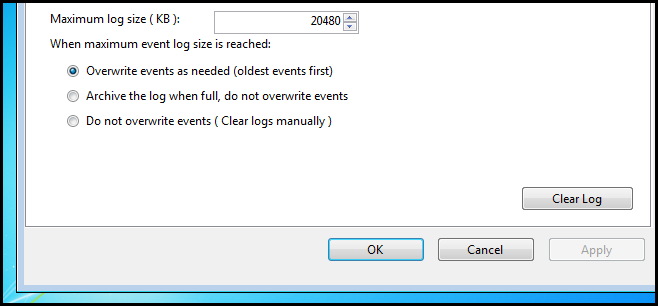 Maximum log size ( KB ): 20480
When maximum event log size is reached:
Overwrite events as needed (oldest events first)
Archive the log when full, do not overwrite events
Do not overwrite events ( Clear logs manually )
Clear Log
OK Cancel Apply